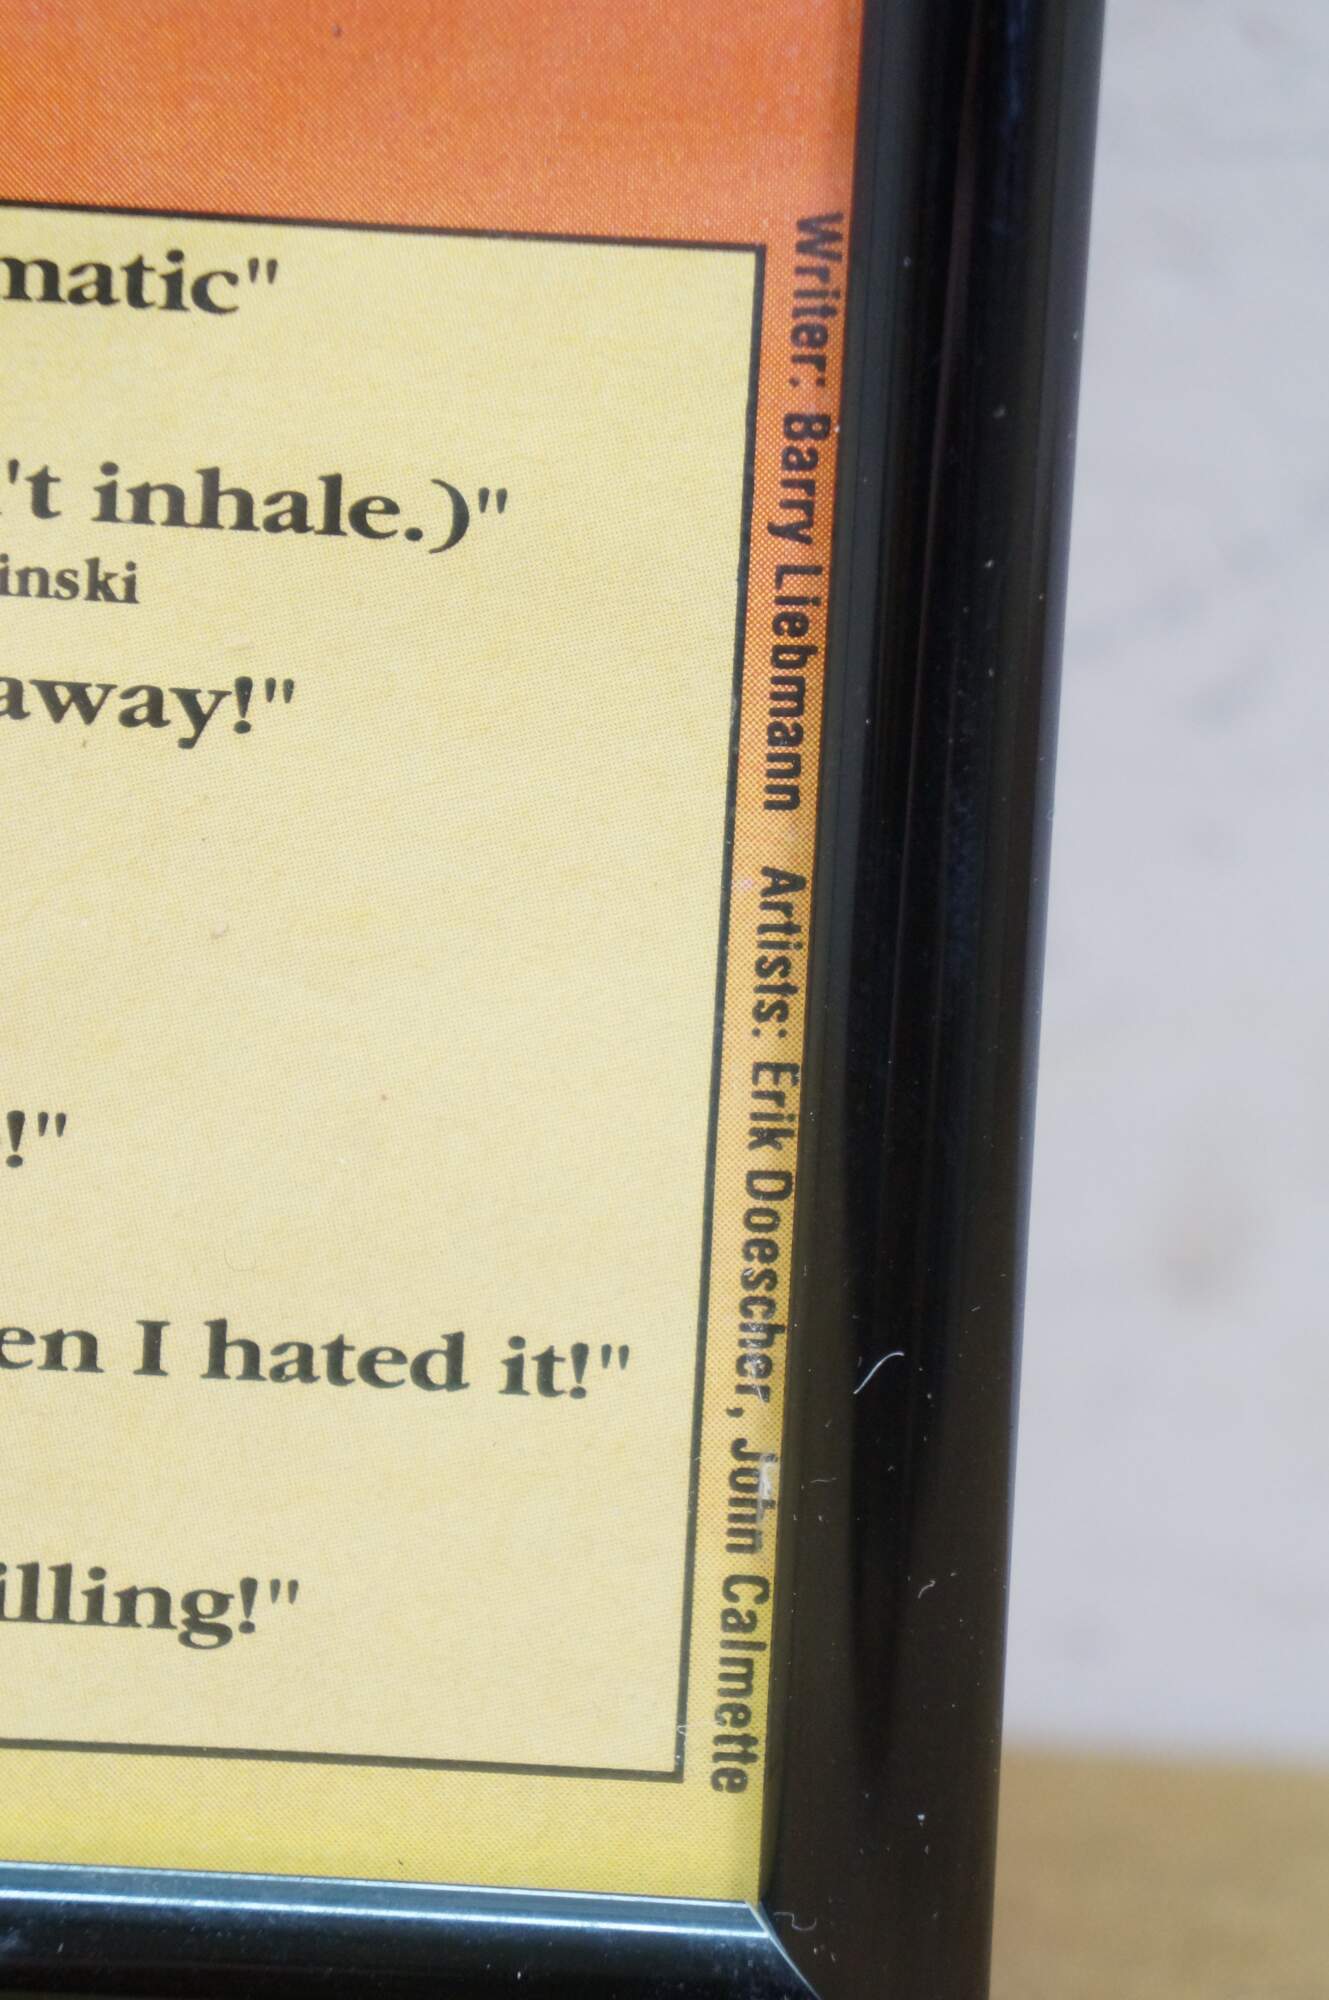 matic"
't inhale.)"
inski
away!"
!"
en I hated it!"
illing!"
Writer: Barry Liebmann Artists: Erik Doescher, John Calmette